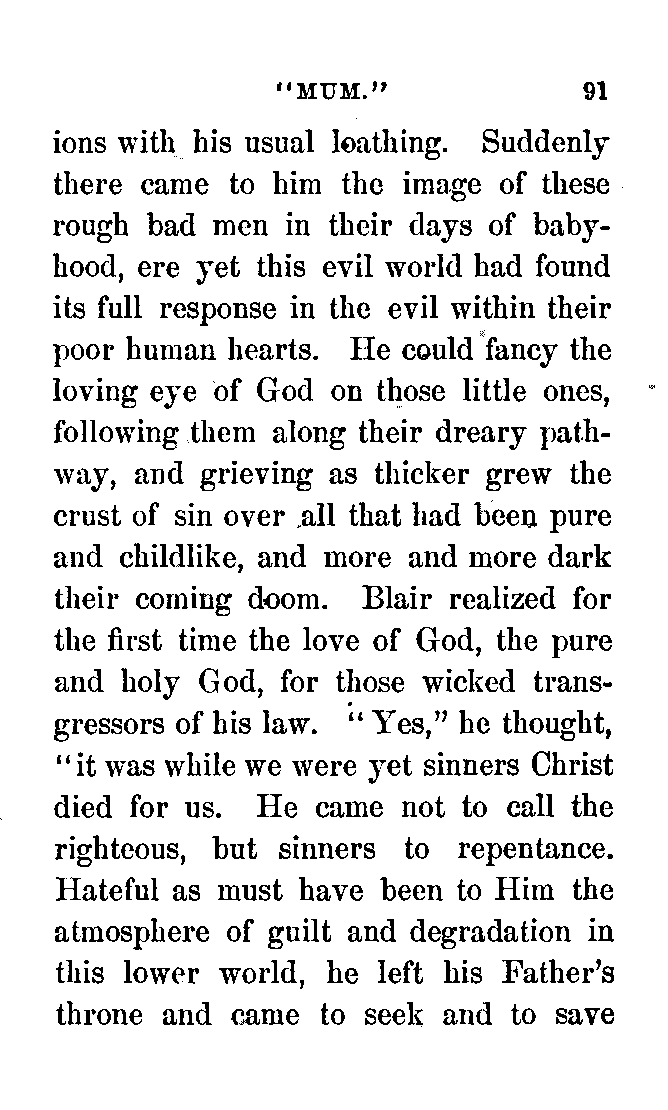 "MUM." 91
ions with his usual loathing. Suddenly
there came to him the image of these
rough bad men in their days of baby-
hood, ere yet this evil world had found
its full response in the evil within their
poor human hearts. He could fancy the
loving eye of God on those little ones,
following them along their dreary path-
way, and grieving as thicker grew the
crust of sin over all that had been pure
and childlike, and more and more dark
their coming doom. Blair realized for
the first time the love of God, the pure
and holy God, for those wicked trans-
gressors of his law. "Yes," he thought,
"it was while we were yet sinners Christ
died for us. He came not to call the
righteous, but sinners to repentance.
Hateful as must have been to Him the
atmosphere of guilt and degradation in
this lower world, he left his Father's
throne and came to seek and to save